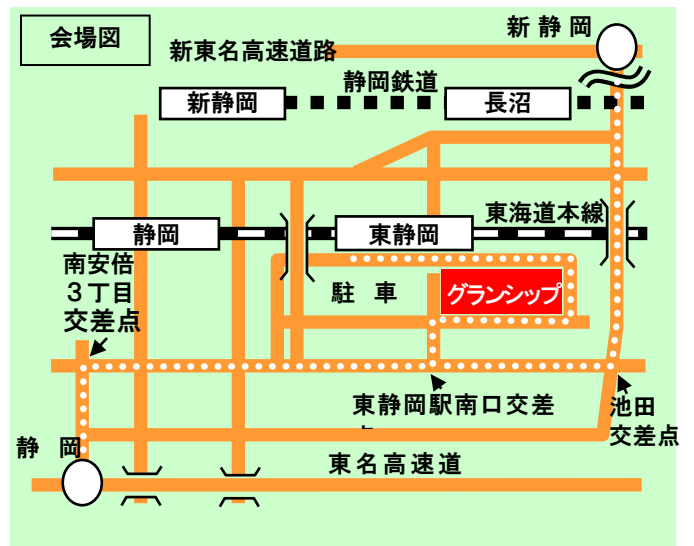 会場図
新静岡
新東名高速道路
静岡鉄道
新静岡
長沼
東海道本線
静岡
東静岡
南安倍
３丁目
交差点
駐 車
グランシップ
東静岡駅南口交差
池田
交差点
静 岡
東名高速道